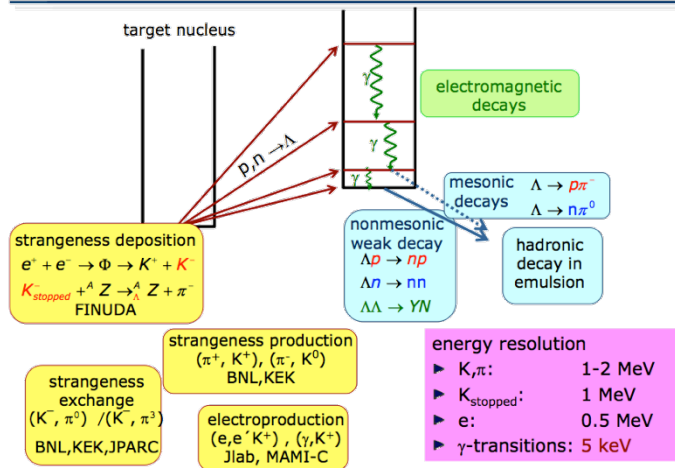 target nucleus
γ
electromagnetic
decays
p,n →Λ
γ
γ
mesonic
decays
Λ → pπ⁻
Λ → nπ⁰
strangeness deposition
e⁺ + e⁻ → Φ → K⁺ + K⁻
K⁻stopped + ᴬ Z →ᴬΛ Z + π⁻
FINUDA
nonmesonic
weak decay
Λp → np
Λn → nn
ΛΛ → YN
hadronic
decay in
emulsion
strangeness production
(π⁺, K⁺), (π⁻, K⁰)
BNL,KEK
strangeness
exchange
(K⁻, π⁰) /(K⁻, π³)
BNL,KEK,JPARC
electroproduction
(e,e´K⁺) , (γ,K⁺)
Jlab, MAMI-C
energy resolution
► K,π: 1-2 MeV
► Kstopped: 1 MeV
► e: 0.5 MeV
► γ-transitions: 5 keV